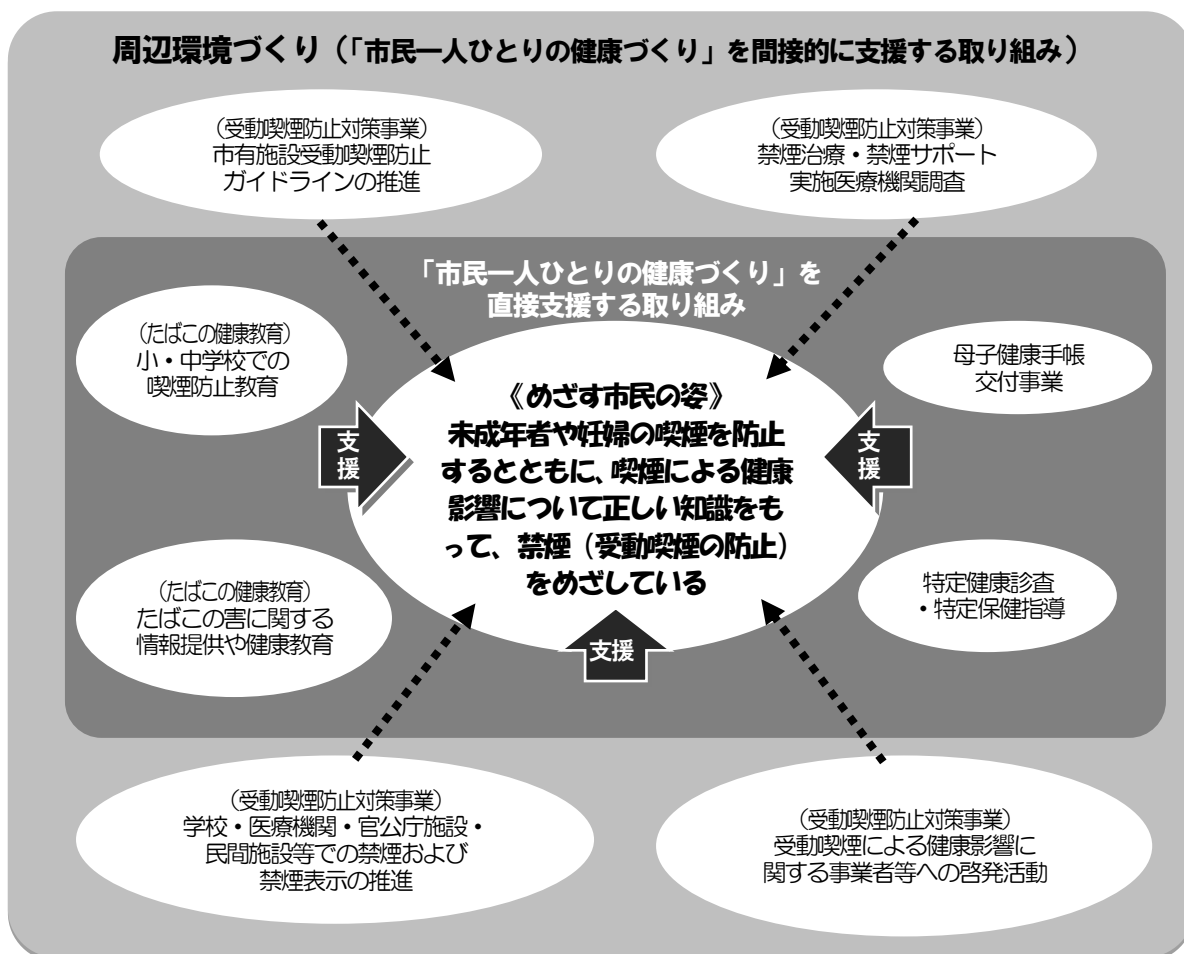 周辺環境づくり(「市民一人ひとりの健康づくり」を間接的に支援する取り組み)
(受動喫煙防止対策事業)
市有施設受動喫煙防止
ガイドラインの推進
(受動喫煙防止対策事業)
禁煙治療・禁煙サポート
実施医療機関調査
「市民一人ひとりの健康づくり」を
直接支援する取り組み
(たばこの健康教育)
小・中学校での
喫煙防止教育
母子健康手帳
交付事業
《めざす市民の姿》
未成年者や妊婦の喫煙を防止
するとともに、喫煙による健康
影響について正しい知識をも
って、禁煙(受動喫煙の防止)
をめざしている
支援
支援
(たばこの健康教育)
たばこの害に関する
情報提供や健康教育
特定健康診査
・特定保健指導
支援
(受動喫煙防止対策事業)
学校・医療機関・官公庁施設・
民間施設等での禁煙および
禁煙表示の推進
(受動喫煙防止対策事業)
受動喫煙による健康影響に
関する事業者等への啓発活動